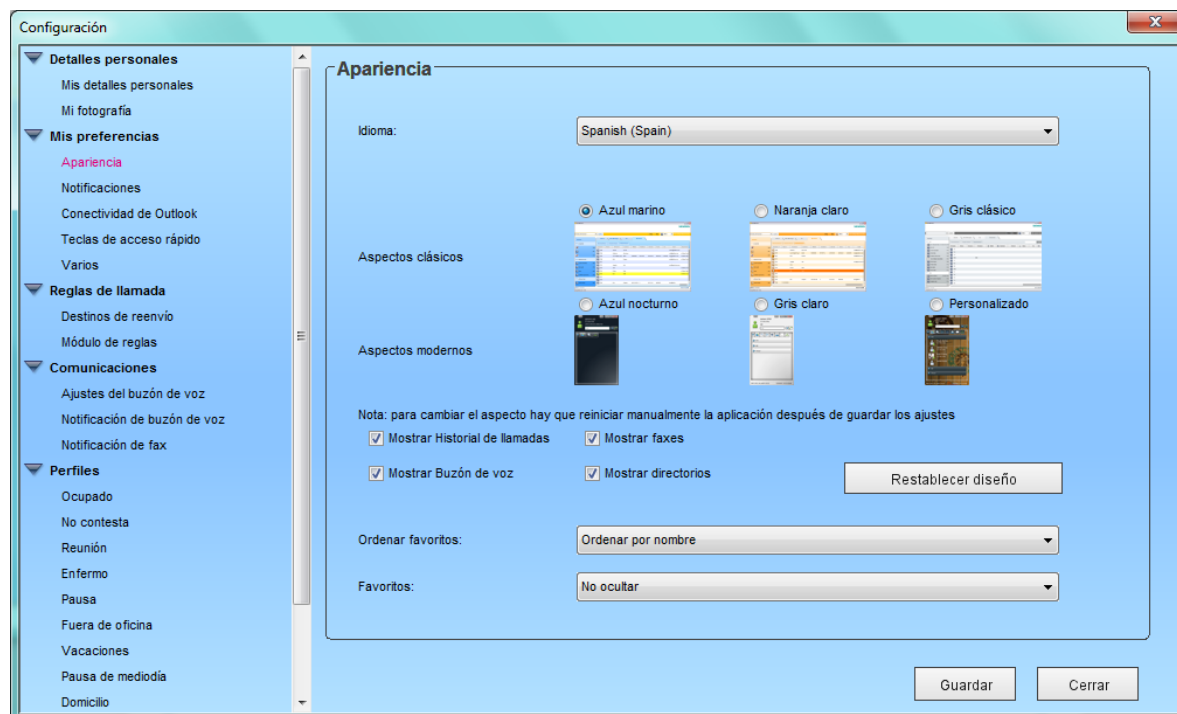 Configuración
Detalles personales
Mis detalles personales
Mi fotografía
Mis preferencias
Apariencia
Notificaciones
Conectividad de Outlook
Teclas de acceso rápido
Varios
Reglas de llamada
Destinos de reenvío
Módulo de reglas
Comunicaciones
Ajustes del buzón de voz
Notificación de buzón de voz
Notificación de fax
Perfiles
Ocupado
No contesta
Reunión
Enfermo
Pausa
Fuera de oficina
Vacaciones
Pausa de mediodía
Domicilio
Apariencia
Idioma: Spanish (Spain)
Azul marino Naranja claro Gris clásico
Aspectos clásicos
Azul nocturno Gris claro Personalizado
Aspectos modernos
Nota: para cambiar el aspecto hay que reiniciar manualmente la aplicación después de guardar los ajustes
Mostrar Historial de llamadas Mostrar faxes
Mostrar Buzón de voz Mostrar directorios Restablecer diseño
Ordenar favoritos: Ordenar por nombre
Favoritos: No ocultar
Guardar Cerrar